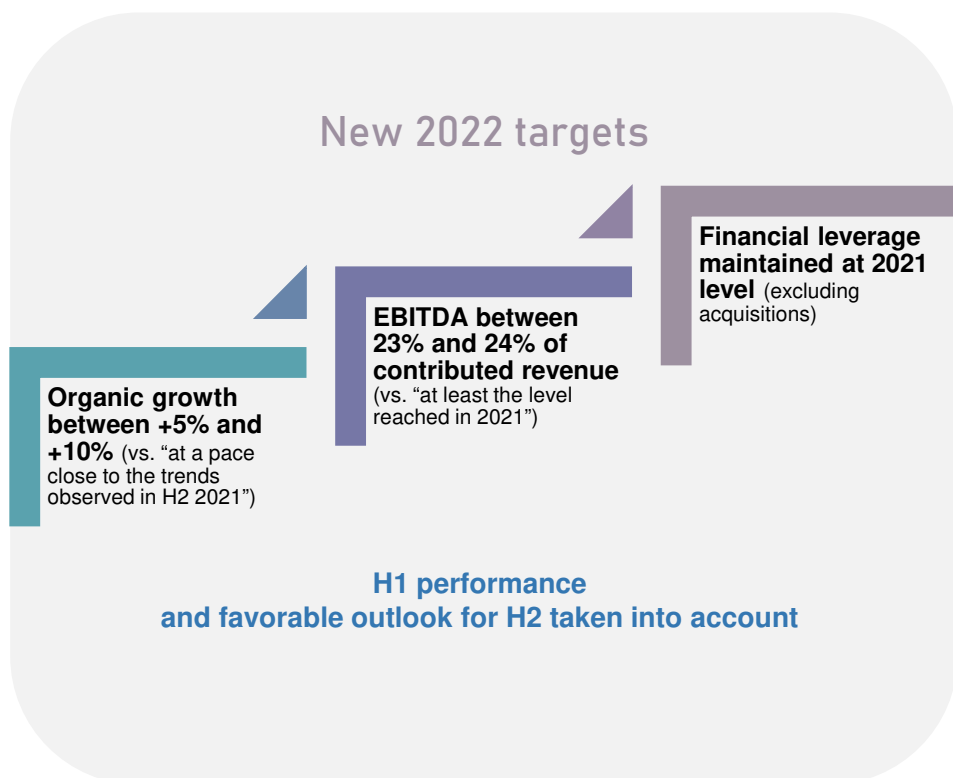 New 2022 targets
Organic growth
between +5% and
+10% (vs. “at a pace
close to the trends
observed in H2 2021”)
EBITDA between
23% and 24% of
contributed revenue
(vs. “at least the level
reached in 2021”)
Financial leverage
maintained at 2021
level (excluding
acquisitions)
H1 performance
and favorable outlook for H2 taken into account